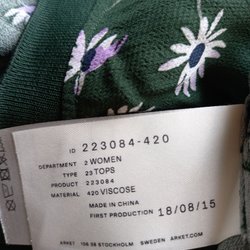 ID 223084-420
DEPARTMENT 2 WOMEN
TYPE 23 TOPS
PRODUCT 223084
MATERIAL 420 VISCOSE
MADE IN CHINA
FIRST PRODUCTION 18/08/15
ARKET 106 38 STOCKHOLM SWEDEN ARKET.COM